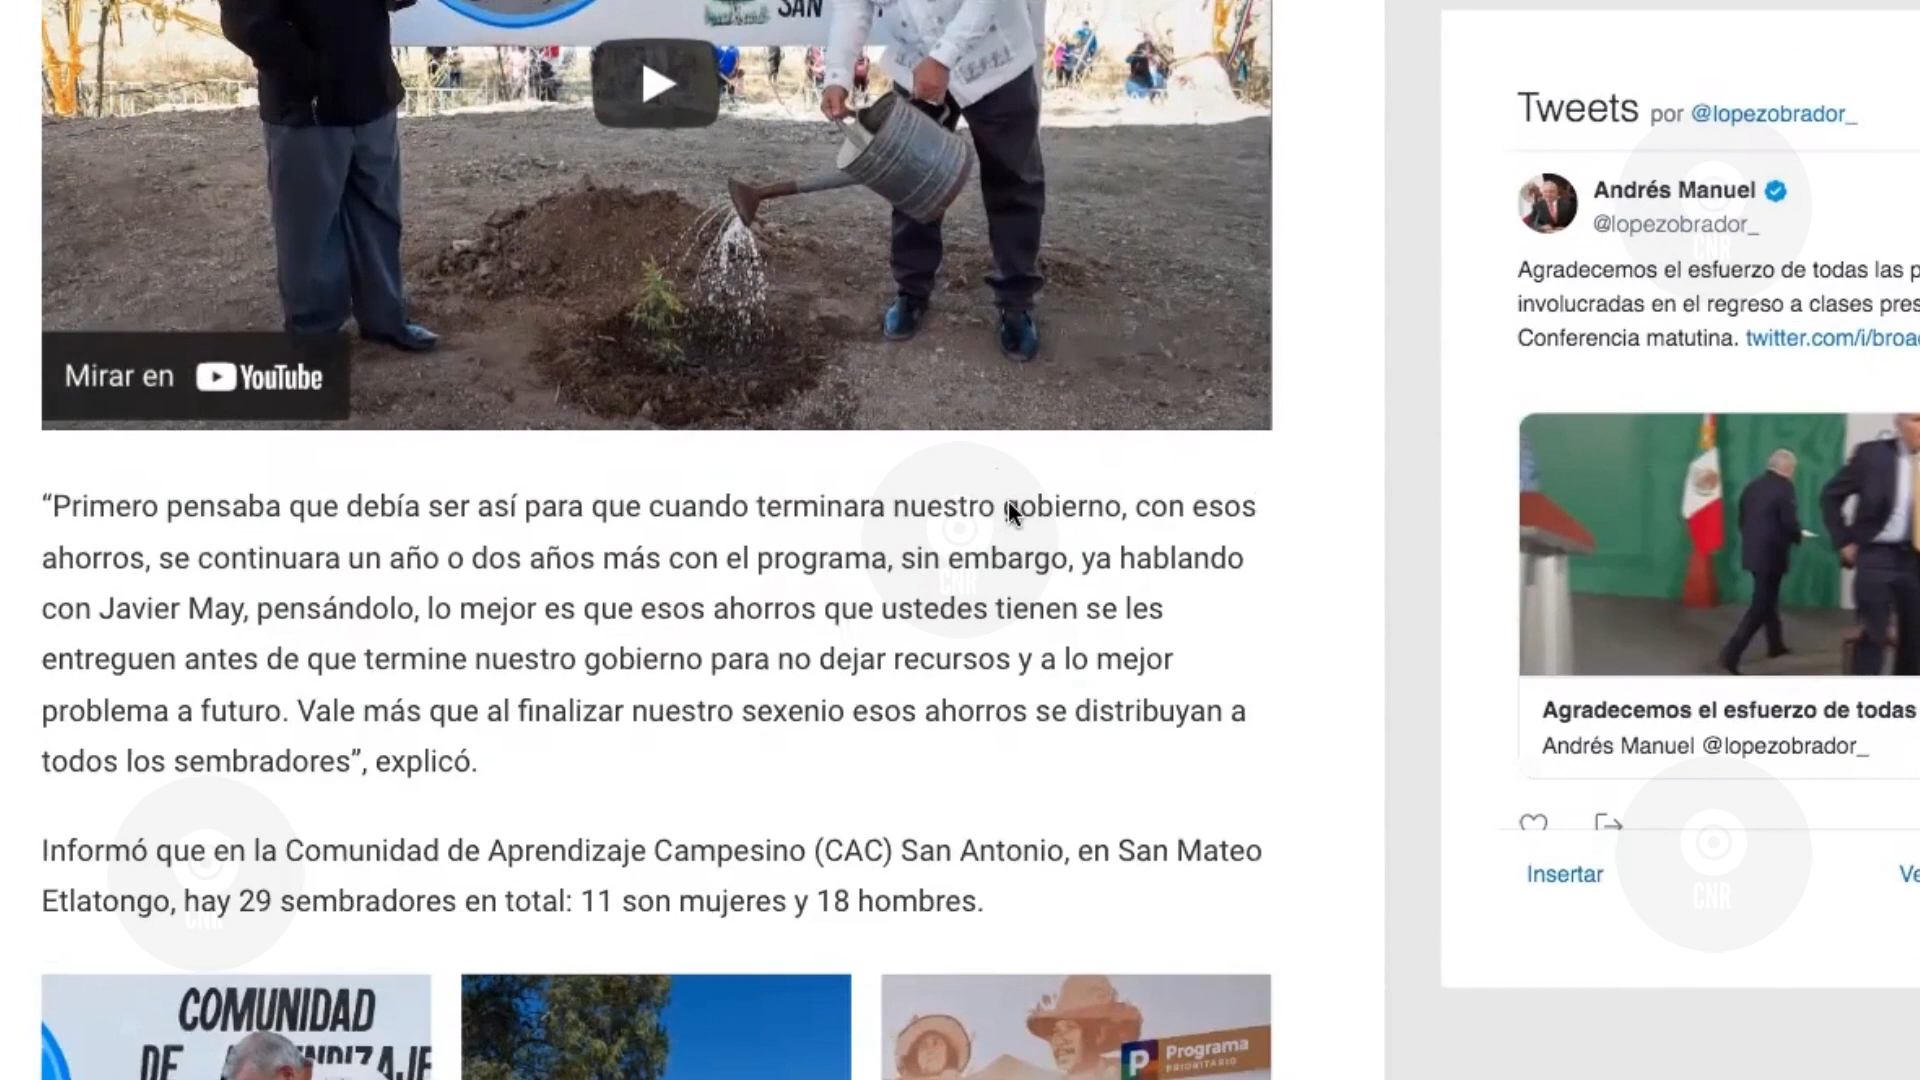 SAN
Mirar en YouTube
“Primero pensaba que debía ser así para que cuando terminara nuestro gobierno, con esos
ahorros, se continuara un año o dos años más con el programa, sin embargo, ya hablando
con Javier May, pensándolo, lo mejor es que esos ahorros que ustedes tienen se les
entreguen antes de que termine nuestro gobierno para no dejar recursos y a lo mejor
problema a futuro. Vale más que al finalizar nuestro sexenio esos ahorros se distribuyan a
todos los sembradores”, explicó.
Informó que en la Comunidad de Aprendizaje Campesino (CAC) San Antonio, en San Mateo
Etlatongo, hay 29 sembradores en total: 11 son mujeres y 18 hombres.
COMUNIDAD
DE
Programa
PRIORITARIO
Tweets por @lopezobrador_
Andrés Manuel
@lopezobrador_
Agradecemos el esfuerzo de todas las p
involucradas en el regreso a clases pres
Conferencia matutina. twitter.com/i/broa
Agradecemos el esfuerzo de todas
Andrés Manuel @lopezobrador_
Insertar Ve
CNR
CNR
CNR
CNR